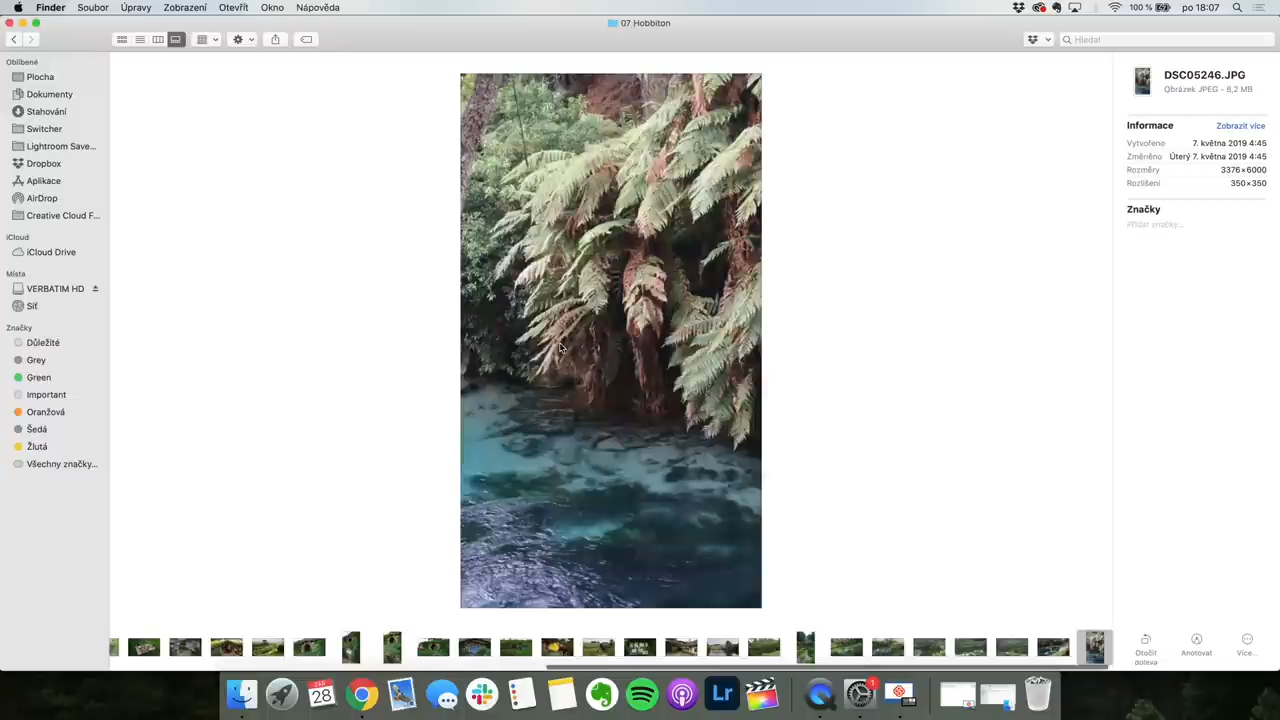 Finder Soubor Úpravy Zobrazení Otevřít Okno Nápověda 100 % po 18:07
07 Hobbiton
Hledat
Oblíbené
Plocha
Dokumenty
Stahování
Switcher
Lightroom Save...
Dropbox
Aplikace
AirDrop
Creative Cloud F...
iCloud
iCloud Drive
Místa
VERBATIM HD
Síť
Značky
Důležité
Grey
Green
Important
Oranžová
Šedá
Žlutá
Všechny značky...
DSC05246.JPG
Obrázek JPEG - 8,2 MB
Informace Zobrazit více
Vytvořeno 7. května 2019 4:45
Změněno Úterý 7. května 2019 4:45
Rozměry 3376×6000
Rozlišení 350×350
Značky
Přidat značky...
Otočit doleva
Anotovat
Více...
ZÁŘ
28
1
Lr